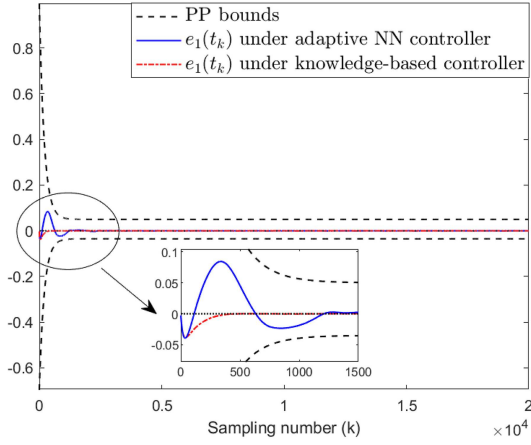 PP bounds
e₁(tₖ) under adaptive NN controller
e₁(tₖ) under knowledge-based controller
0.8
0.6
0.4
0.2
0
-0.2
-0.4
-0.6
0.1
0.05
0
-0.05
0 500 1000 1500
0 0.5 1 1.5 2
×10⁴
Sampling number (k)